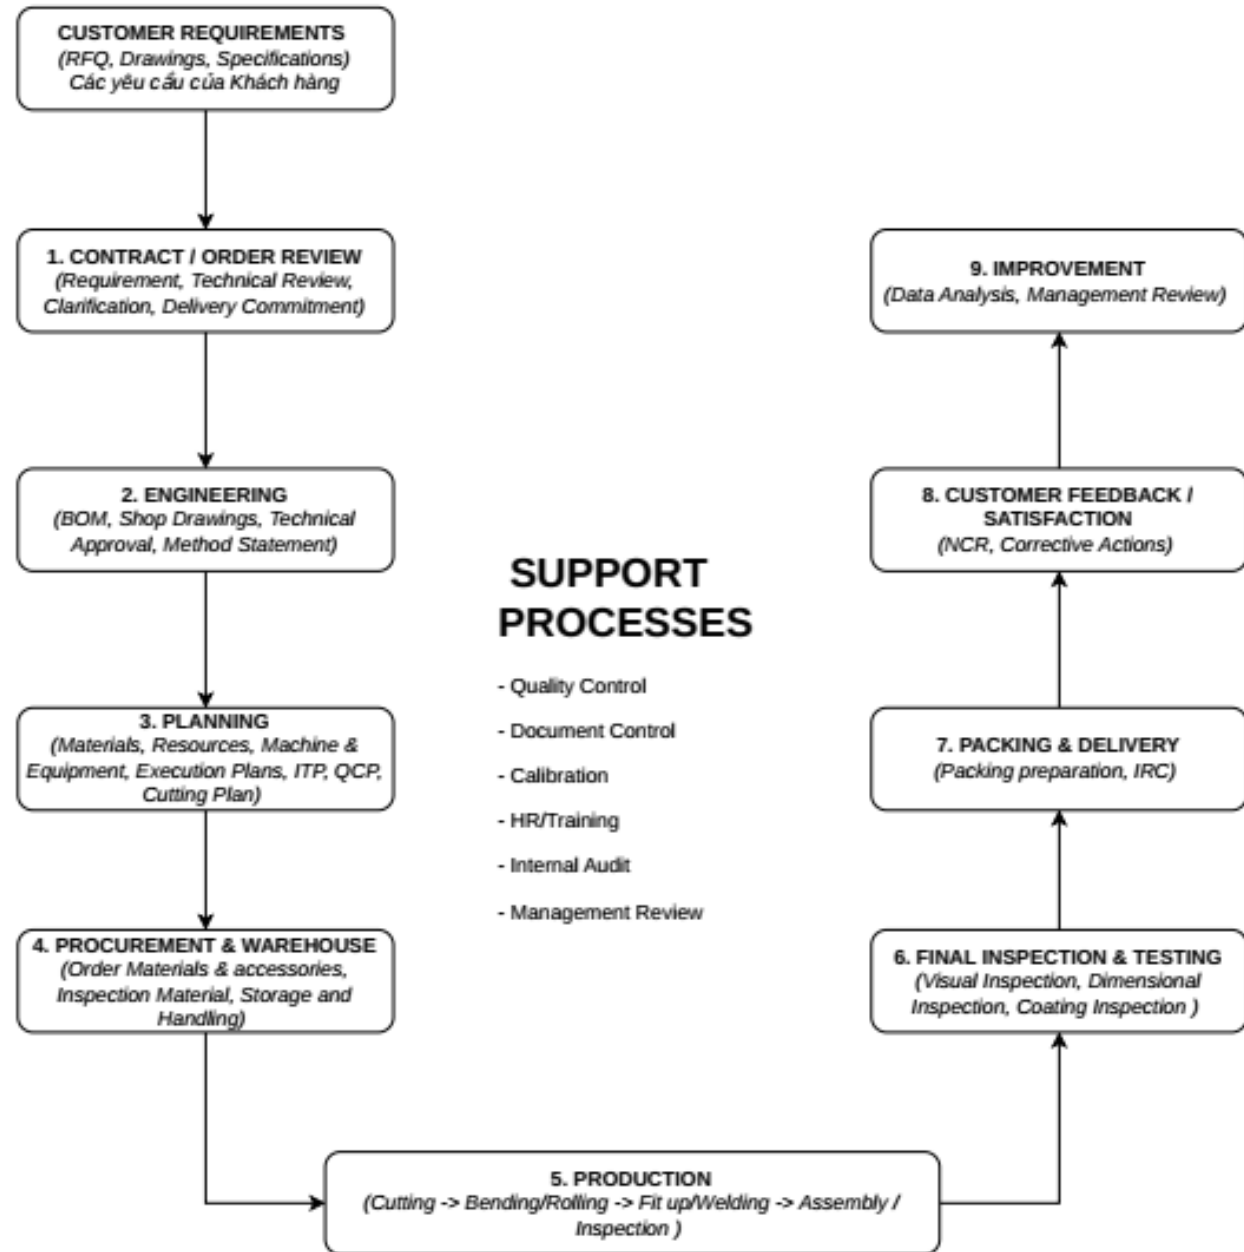 CUSTOMER REQUIREMENTS
(RFQ, Drawings, Specifications)
Các yêu cầu của Khách hàng
1. CONTRACT / ORDER REVIEW
(Requirement, Technical Review,
Clarification, Delivery Commitment)
2. ENGINEERING
(BOM, Shop Drawings, Technical
Approval, Method Statement)
3. PLANNING
(Materials, Resources, Machine &
Equipment, Execution Plans, ITP, QCP,
Cutting Plan)
4. PROCUREMENT & WAREHOUSE
(Order Materials & accessories,
Inspection Material, Storage and
Handling)
5. PRODUCTION
(Cutting -> Bending/Rolling -> Fit up/Welding -> Assembly /
Inspection )
6. FINAL INSPECTION & TESTING
(Visual Inspection, Dimensional
Inspection, Coating Inspection )
7. PACKING & DELIVERY
(Packing preparation, IRC)
8. CUSTOMER FEEDBACK /
SATISFACTION
(NCR, Corrective Actions)
9. IMPROVEMENT
(Data Analysis, Management Review)
SUPPORT
PROCESSES
- Quality Control
- Document Control
- Calibration
- HR/Training
- Internal Audit
- Management Review